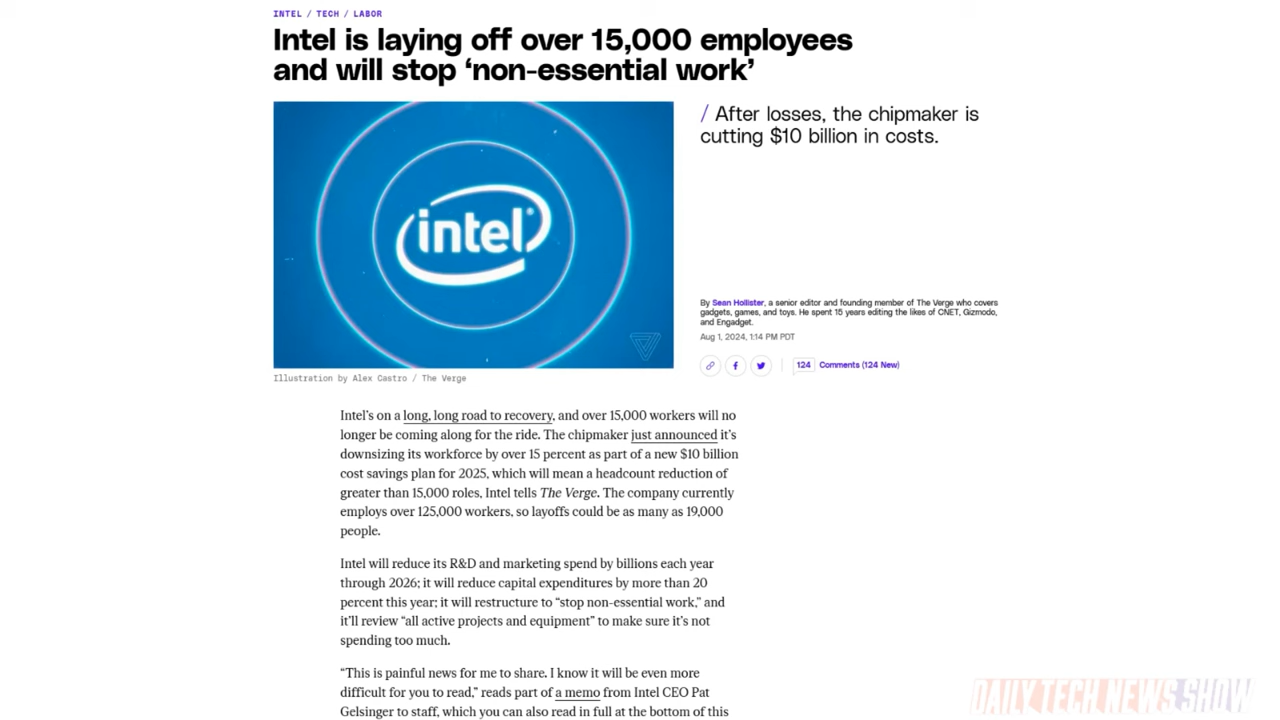 INTEL / TECH / LABOR
Intel is laying off over 15,000 employees
and will stop ‘non-essential work’
/ After losses, the chipmaker is
cutting $10 billion in costs.
intel
By Sean Hollister, a senior editor and founding member of The Verge who covers
gadgets, games, and toys. He spent 15 years editing the likes of CNET, Gizmodo,
and Engadget.
Aug 1, 2024, 1:14 PM PDT
124 Comments (124 New)
Illustration by Alex Castro / The Verge
Intel’s on a long, long road to recovery, and over 15,000 workers will no
longer be coming along for the ride. The chipmaker just announced it’s
downsizing its workforce by over 15 percent as part of a new $10 billion
cost savings plan for 2025, which will mean a headcount reduction of
greater than 15,000 roles, Intel tells The Verge. The company currently
employs over 125,000 workers, so layoffs could be as many as 19,000
people.
Intel will reduce its R&D and marketing spend by billions each year
through 2026; it will reduce capital expenditures by more than 20
percent this year; it will restructure to “stop non-essential work,” and
it’ll review “all active projects and equipment” to make sure it’s not
spending too much.
“This is painful news for me to share. I know it will be even more
difficult for you to read,” reads part of a memo from Intel CEO Pat
Gelsinger to staff, which you can also read in full at the bottom of this
DAILY TECH NEWS SHOW